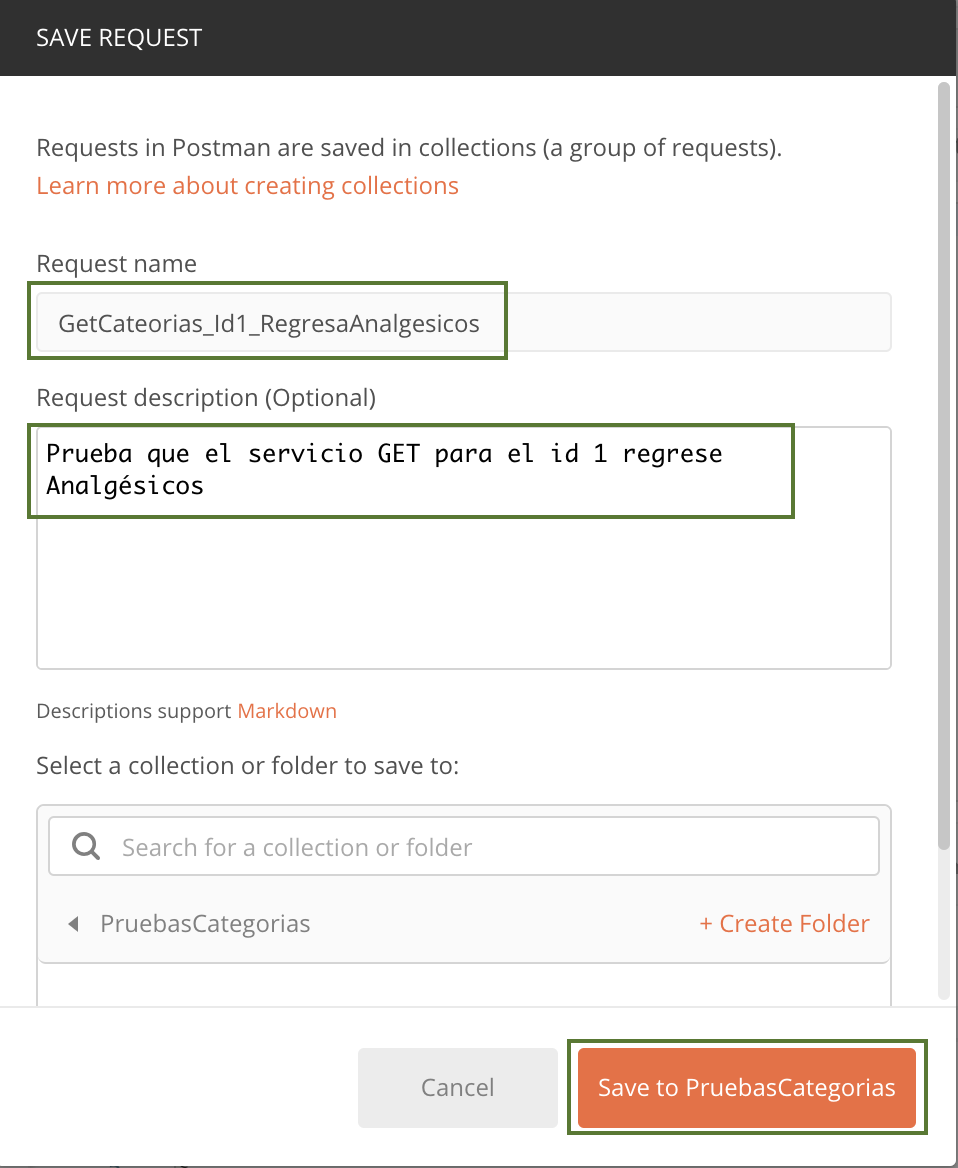 SAVE REQUEST
Requests in Postman are saved in collections (a group of requests).
Learn more about creating collections
Request name
GetCateorias_Id1_RegresaAnalgesicos
Request description (Optional)
Prueba que el servicio GET para el id 1 regrese
Analgésicos
Descriptions support Markdown
Select a collection or folder to save to:
Search for a collection or folder
PruebasCategorias + Create Folder
Cancel Save to PruebasCategorias